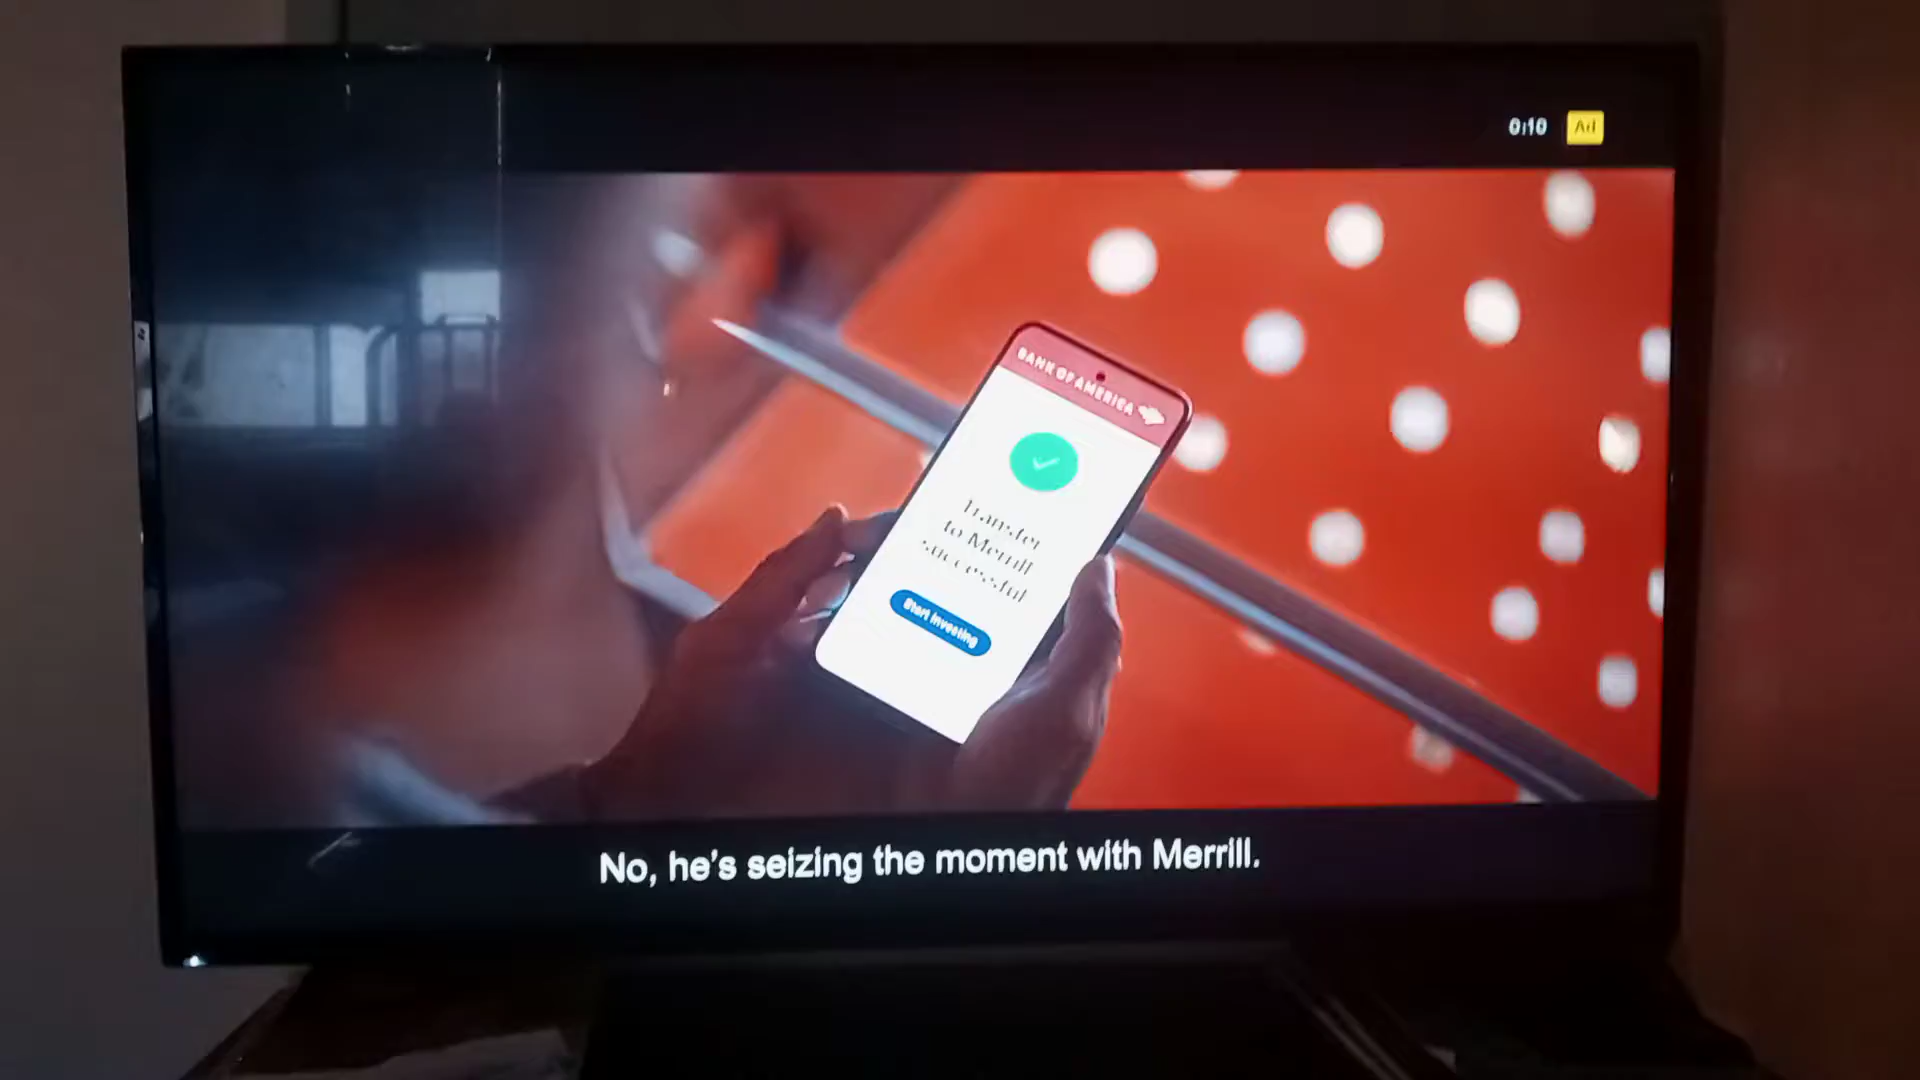 0:10 Ad
BANK OF AMERICA
Transfer
to Merrill
successful
Start investing
No, he's seizing the moment with Merrill.